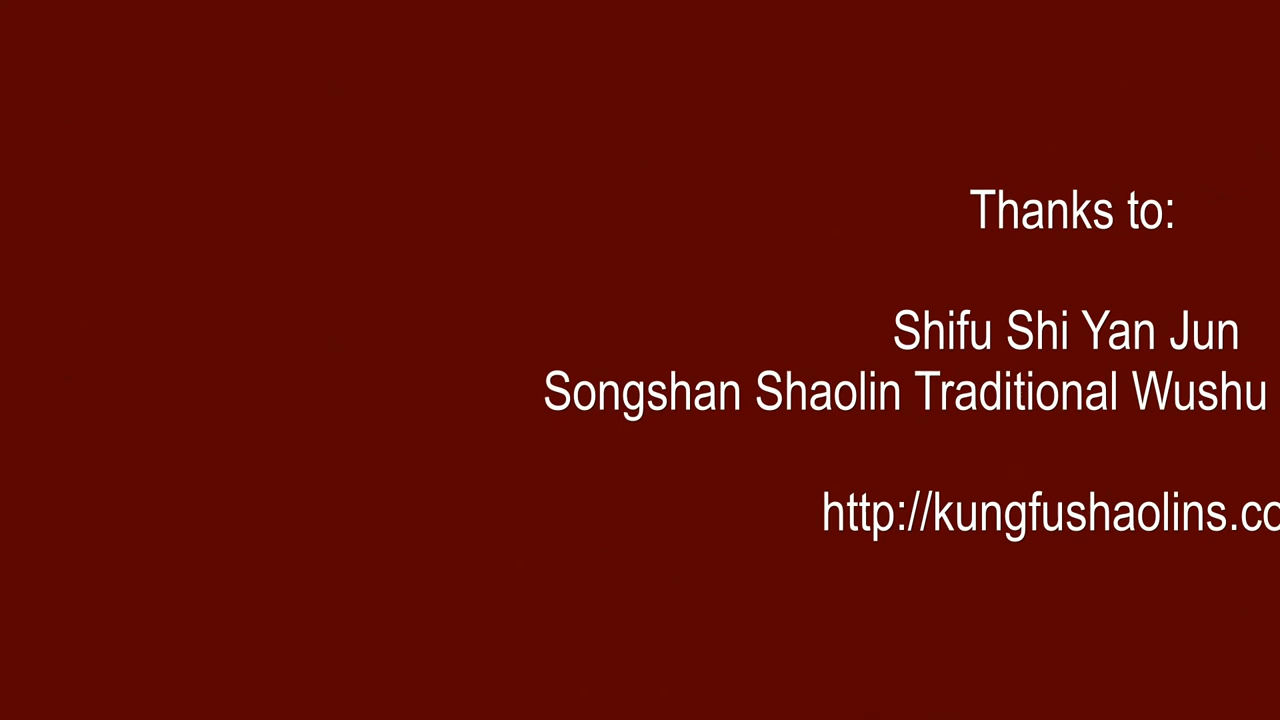 Thanks to:
Shifu Shi Yan Jun
Songshan Shaolin Traditional Wushu
http://kungfushaolins.co